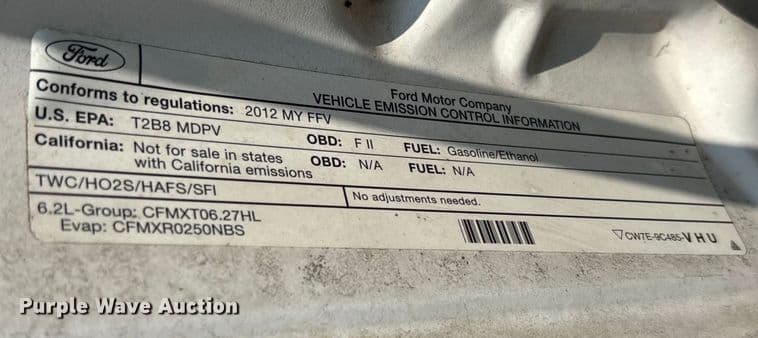 Ford
Ford Motor Company
VEHICLE EMISSION CONTROL INFORMATION
Conforms to regulations: 2012 MY FFV
U.S. EPA: T2B8 MDPV OBD: F II FUEL: Gasoline/Ethanol
California: Not for sale in states with California emissions OBD: N/A FUEL: N/A
TWC/HO2S/HAFS/SFI
No adjustments needed.
6.2L-Group: CFMXT06.27HL
Evap: CFMXR0250NBS
CW7E-9C485-VHU
Purple Wave Auction